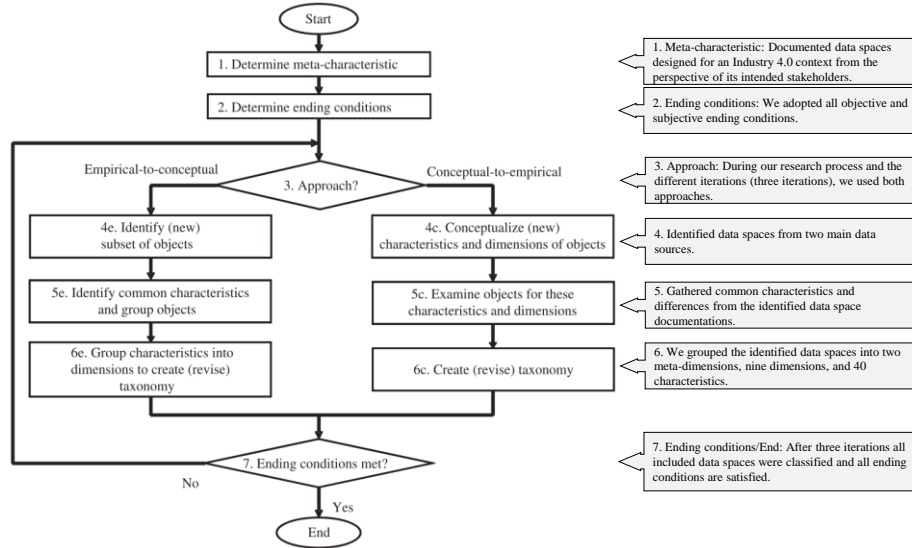 Start
1. Determine meta-characteristic
2. Determine ending conditions
Empirical-to-conceptual
Conceptual-to-empirical
3. Approach?
4e. Identify (new)
subset of objects
4c. Conceptualize (new)
characteristics and dimensions of objects
5e. Identify common characteristics
and group objects
5c. Examine objects for these
characteristics and dimensions
6e. Group characteristics into
dimensions to create (revise)
taxonomy
6c. Create (revise) taxonomy
7. Ending conditions met?
No
Yes
End
1. Meta-characteristic: Documented data spaces
designed for an Industry 4.0 context from the
perspective of its intended stakeholders.
2. Ending conditions: We adopted all objective and
subjective ending conditions.
3. Approach: During our research process and the
different iterations (three iterations), we used both
approaches.
4. Identified data spaces from two main data
sources.
5. Gathered common characteristics and
differences from the identified data space
documentations.
6. We grouped the identified data spaces into two
meta-dimensions, nine dimensions, and 40
characteristics.
7. Ending conditions/End: After three iterations all
included data spaces were classified and all ending
conditions are satisfied.